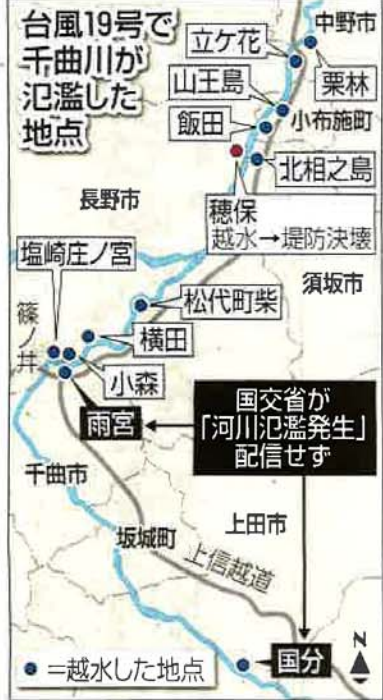 台風19号で
千曲川が
氾濫した
地点
中野市
立ケ花
栗林
山王島
飯田
小布施町
北相之島
長野市
穂保
越水→堤防決壊
塩崎庄ノ宮
須坂市
松代町柴
篠ノ井
横田
小森
雨宮
国交省が
「河川氾濫発生」
配信せず
千曲市
上田市
坂城町
上信越道
N
国分
●=越水した地点